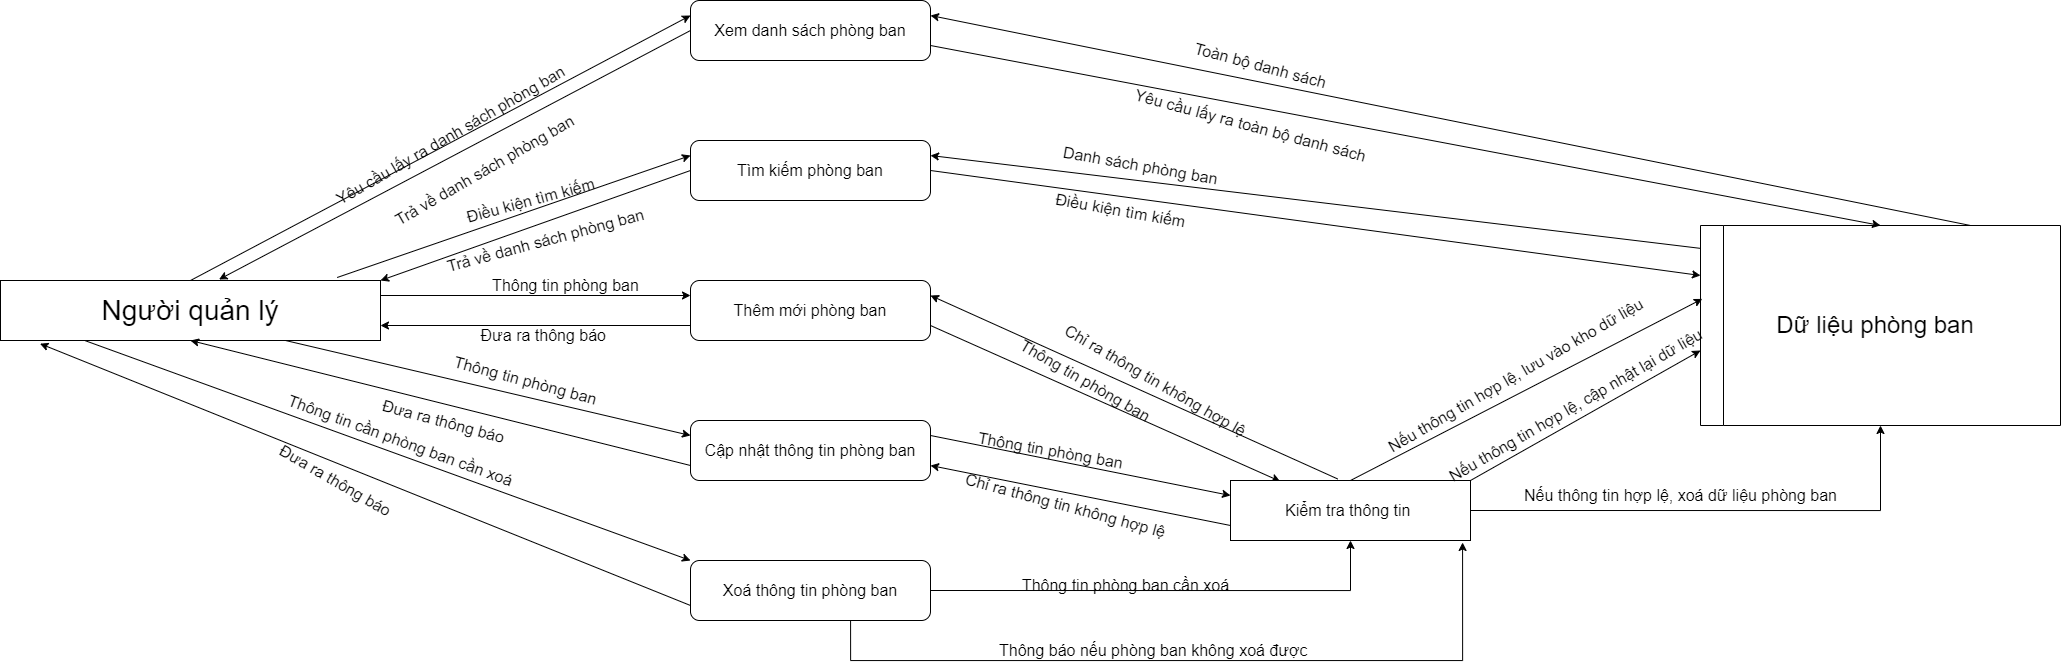 Xem danh sách phòng ban
Toàn bộ danh sách
Yêu cầu lấy ra danh sách phòng ban
Yêu cầu lấy ra toàn bộ danh sách
Trả về danh sách phòng ban
Tìm kiếm phòng ban
Danh sách phòng ban
Điều kiện tìm kiếm
Điều kiện tìm kiếm
Trả về danh sách phòng ban
Thông tin phòng ban
Người quản lý
Thêm mới phòng ban
Dữ liệu phòng ban
Đưa ra thông báo
Chỉ ra thông tin không hợp lệ
Thông tin phòng ban
Nếu thông tin hợp lệ, lưu vào kho dữ liệu
Nếu thông tin hợp lệ, cập nhật lại dữ liệu
Thông tin phòng ban
Đưa ra thông báo
Thông tin cần phòng ban cần xoá
Đưa ra thông báo
Cập nhật thông tin phòng ban
Thông tin phòng ban
Chỉ ra thông tin không hợp lệ
Kiểm tra thông tin
Nếu thông tin hợp lệ, xoá dữ liệu phòng ban
Xoá thông tin phòng ban
Thông tin phòng ban cần xoá
Thông báo nếu phòng ban không xoá được